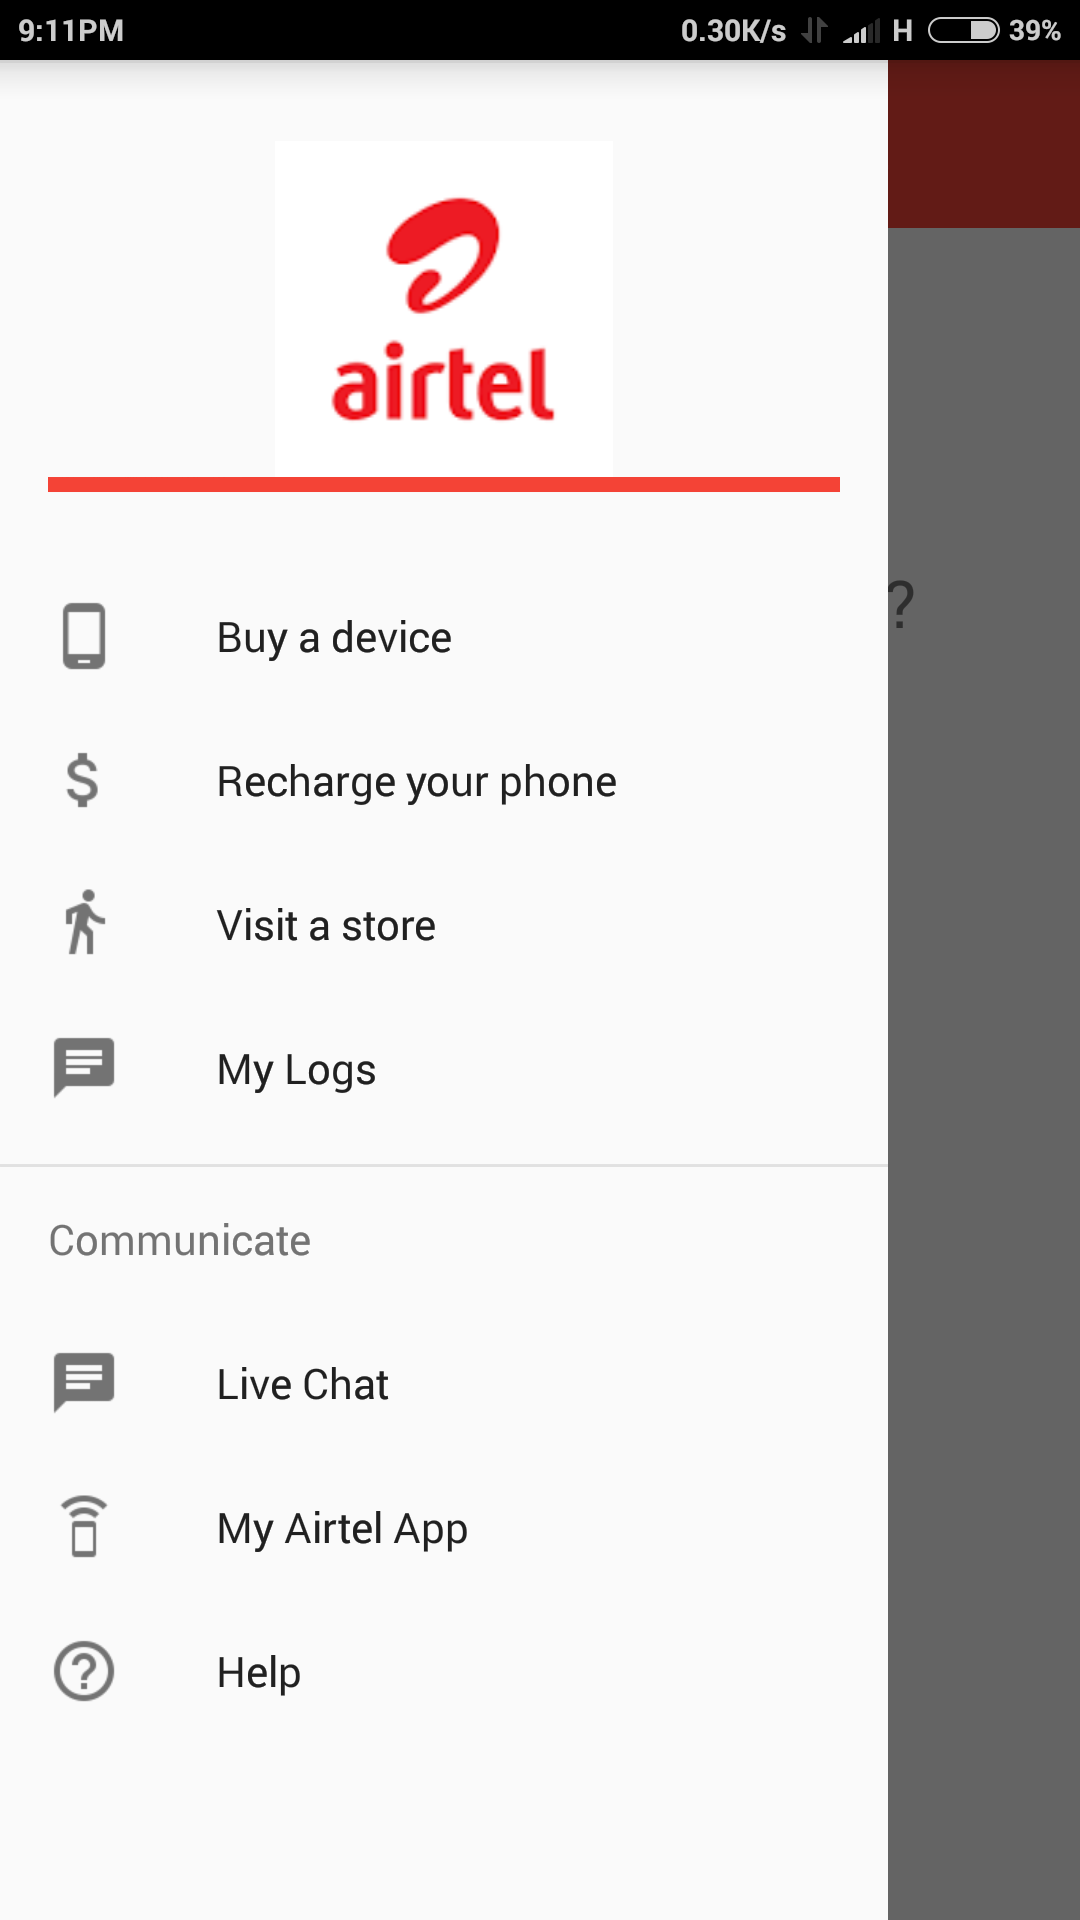 9:11PM 0.30K/s H 39%
airtel
?
Buy a device
Recharge your phone
Visit a store
My Logs
Communicate
Live Chat
My Airtel App
Help